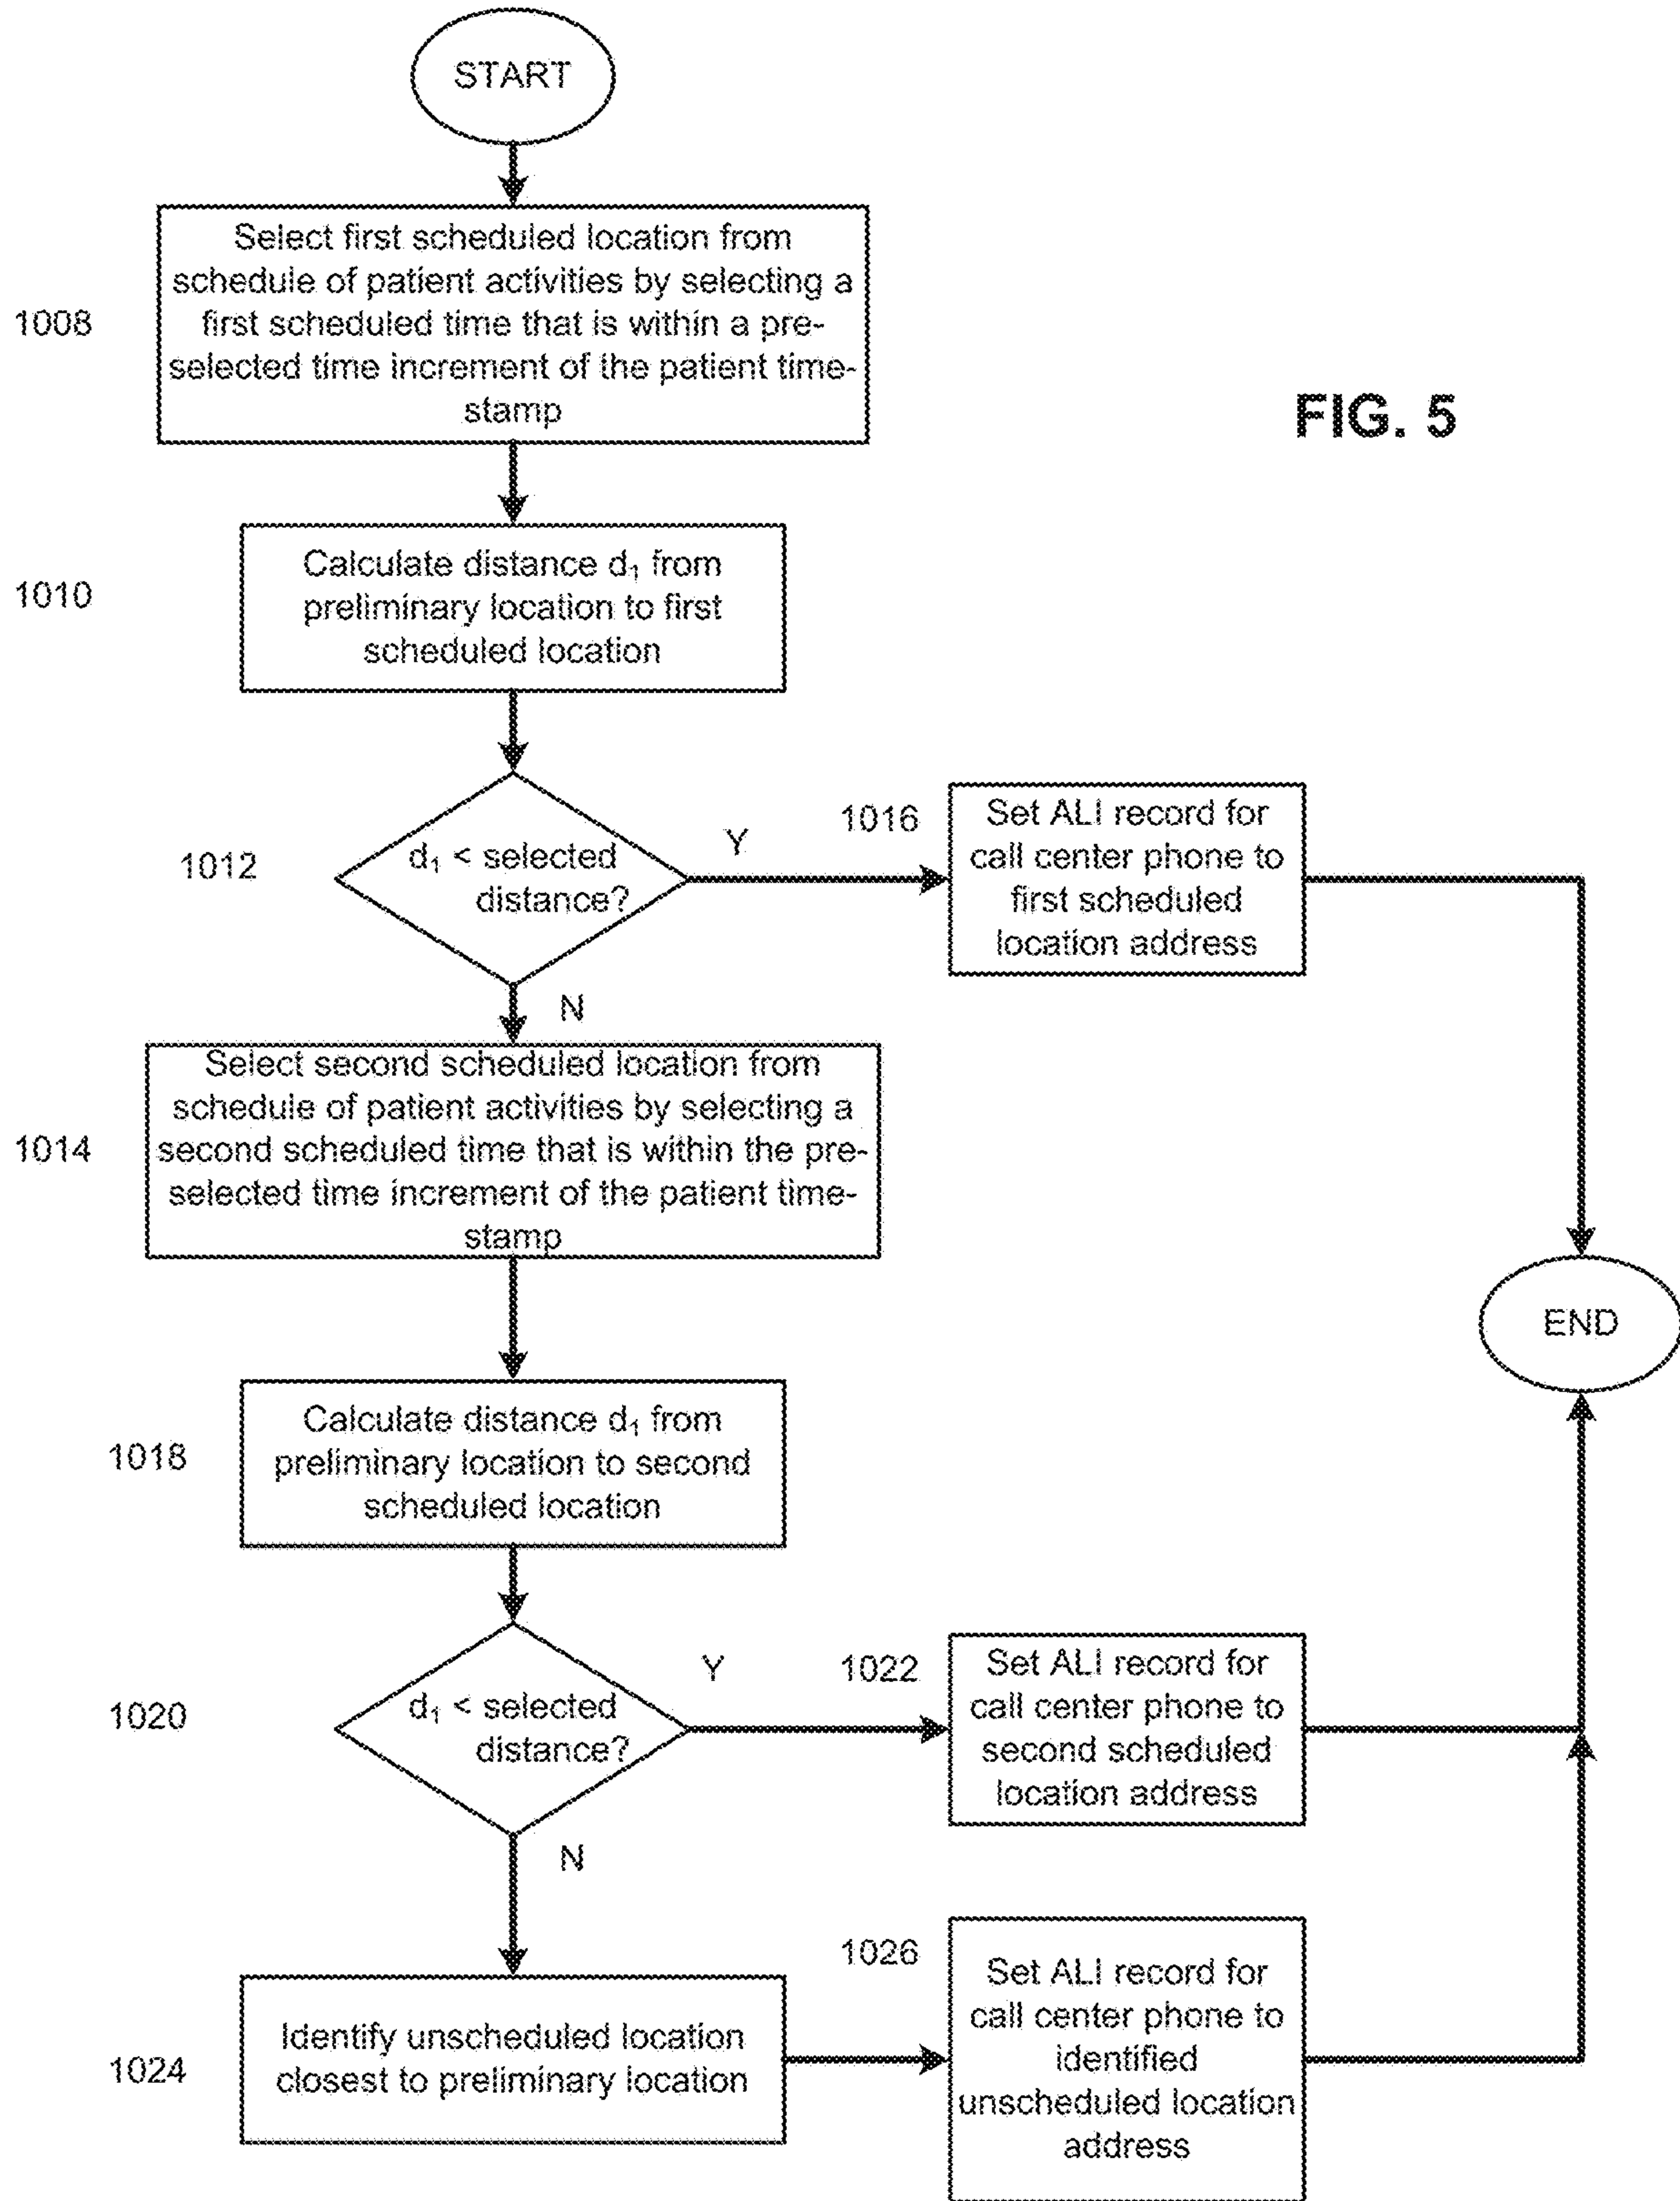 START
Select first scheduled location from
schedule of patient activities by selecting a
first scheduled time that is within a pre-
selected time increment of the patient time-
stamp
1008
FIG. 5
Calculate distance d₁ from
preliminary location to first
scheduled location
1010
d₁ < selected
distance?
1012
Y
N
1016
Set ALI record for
call center phone to
first scheduled
location address
Select second scheduled location from
schedule of patient activities by selecting a
second scheduled time that is within the pre-
selected time increment of the patient time-
stamp
1014
END
Calculate distance d₁ from
preliminary location to second
scheduled location
1018
d₁ < selected
distance?
1020
Y
N
1022
Set ALI record for
call center phone to
second scheduled
location address
Identify unscheduled location
closest to preliminary location
1024
1026
Set ALI record for
call center phone to
identified
unscheduled location
address